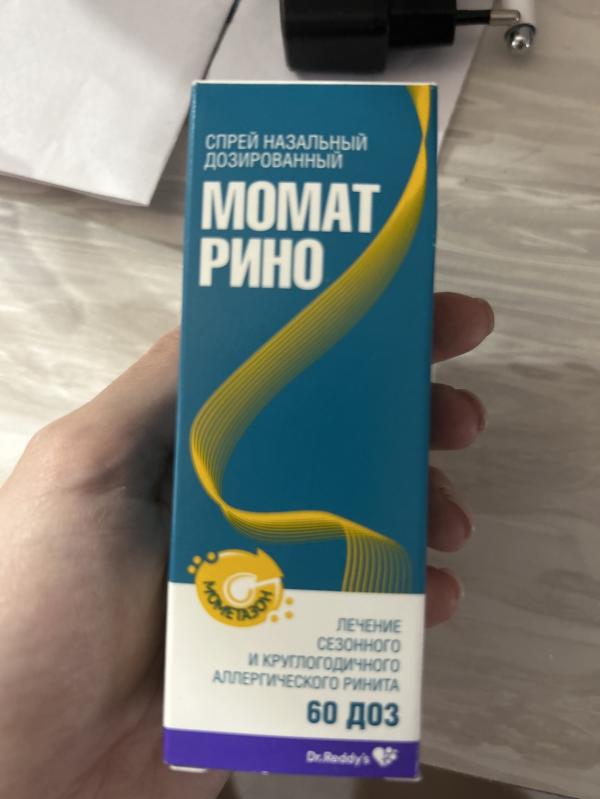 СПРЕЙ НАЗАЛЬНЫЙ
ДОЗИРОВАННЫЙ
МОМАТ
РИНО
МОМЕТАЗОН
ЛЕЧЕНИЕ
СЕЗОННОГО
И КРУГЛОГОДИЧНОГО
АЛЛЕРГИЧЕСКОГО РИНИТА
60 ДОЗ
Dr.Reddy's